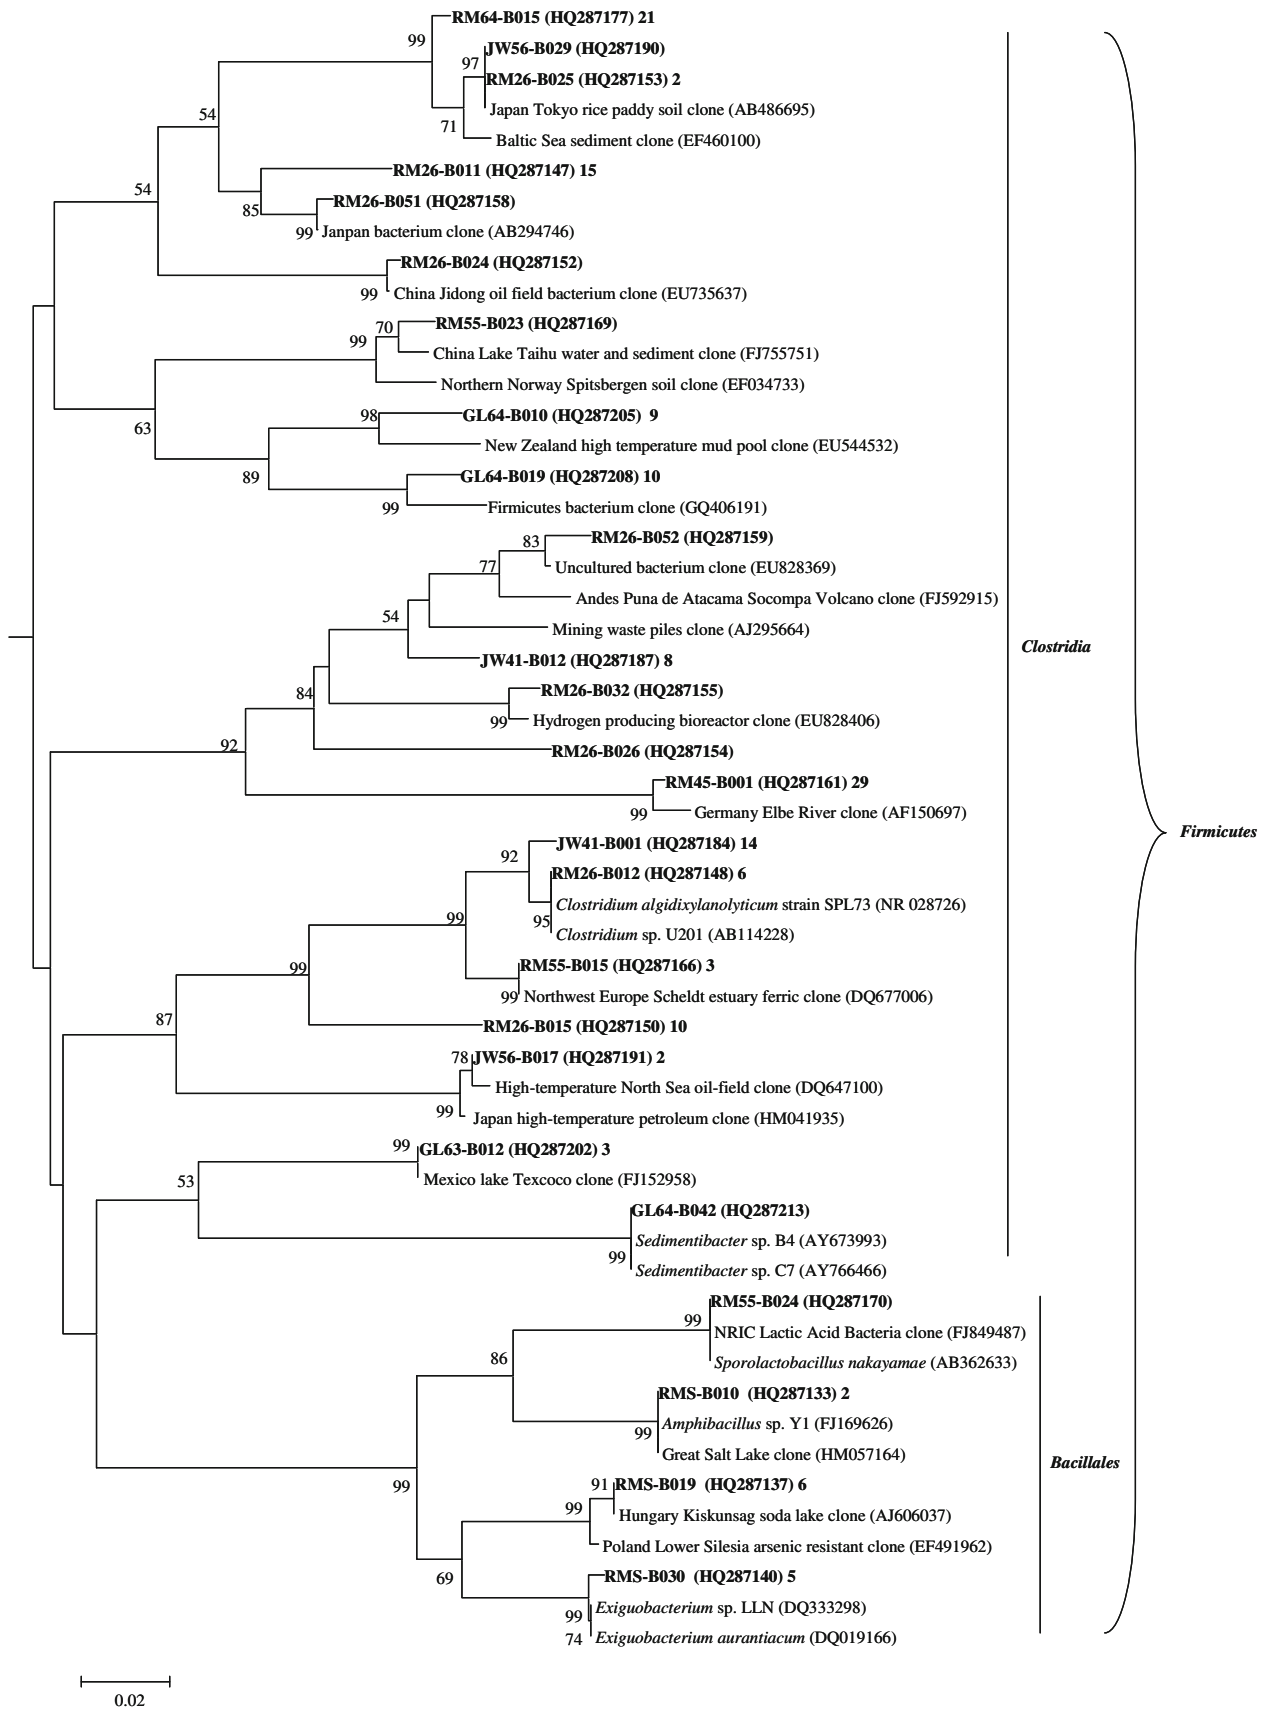 RM64-B015 (HQ287177) 21
99
JW56-B029 (HQ287190)
97
RM26-B025 (HQ287153) 2
Japan Tokyo rice paddy soil clone (AB486695)
54
71
Baltic Sea sediment clone (EF460100)
RM26-B011 (HQ287147) 15
54
RM26-B051 (HQ287158)
85
99 Janpan bacterium clone (AB294746)
RM26-B024 (HQ287152)
99 China Jidong oil field bacterium clone (EU735637)
RM55-B023 (HQ287169)
70
99
China Lake Taihu water and sediment clone (FJ755751)
Northern Norway Spitsbergen soil clone (EF034733)
98 GL64-B010 (HQ287205) 9
63
New Zealand high temperature mud pool clone (EU544532)
89
GL64-B019 (HQ287208) 10
99 Firmicutes bacterium clone (GQ406191)
83 RM26-B052 (HQ287159)
77
Uncultured bacterium clone (EU828369)
Andes Puna de Atacama Socompa Volcano clone (FJ592915)
54
Mining waste piles clone (AJ295664)
Clostridia
JW41-B012 (HQ287187) 8
84
RM26-B032 (HQ287155)
99 Hydrogen producing bioreactor clone (EU828406)
92
RM26-B026 (HQ287154)
RM45-B001 (HQ287161) 29
99 Germany Elbe River clone (AF150697)
Firmicutes
JW41-B001 (HQ287184) 14
92
RM26-B012 (HQ287148) 6
Clostridium algidixylanolyticum strain SPL73 (NR 028726)
99
95
Clostridium sp. U201 (AB114228)
RM55-B015 (HQ287166) 3
99
99 Northwest Europe Scheldt estuary ferric clone (DQ677006)
87
RM26-B015 (HQ287150) 10
78 JW56-B017 (HQ287191) 2
High-temperature North Sea oil-field clone (DQ647100)
99
Japan high-temperature petroleum clone (HM041935)
99 GL63-B012 (HQ287202) 3
53
Mexico lake Texcoco clone (FJ152958)
GL64-B042 (HQ287213)
Sedimentibacter sp. B4 (AY673993)
99
Sedimentibacter sp. C7 (AY766466)
RM55-B024 (HQ287170)
99
NRIC Lactic Acid Bacteria clone (FJ849487)
86
Sporolactobacillus nakayamae (AB362633)
RMS-B010 (HQ287133) 2
Amphibacillus sp. Y1 (FJ169626)
99
Great Salt Lake clone (HM057164)
Bacillales
99
91 RMS-B019 (HQ287137) 6
99
Hungary Kiskunsag soda lake clone (AJ606037)
Poland Lower Silesia arsenic resistant clone (EF491962)
69
RMS-B030 (HQ287140) 5
99 Exiguobacterium sp. LLN (DQ333298)
74 Exiguobacterium aurantiacum (DQ019166)
0.02